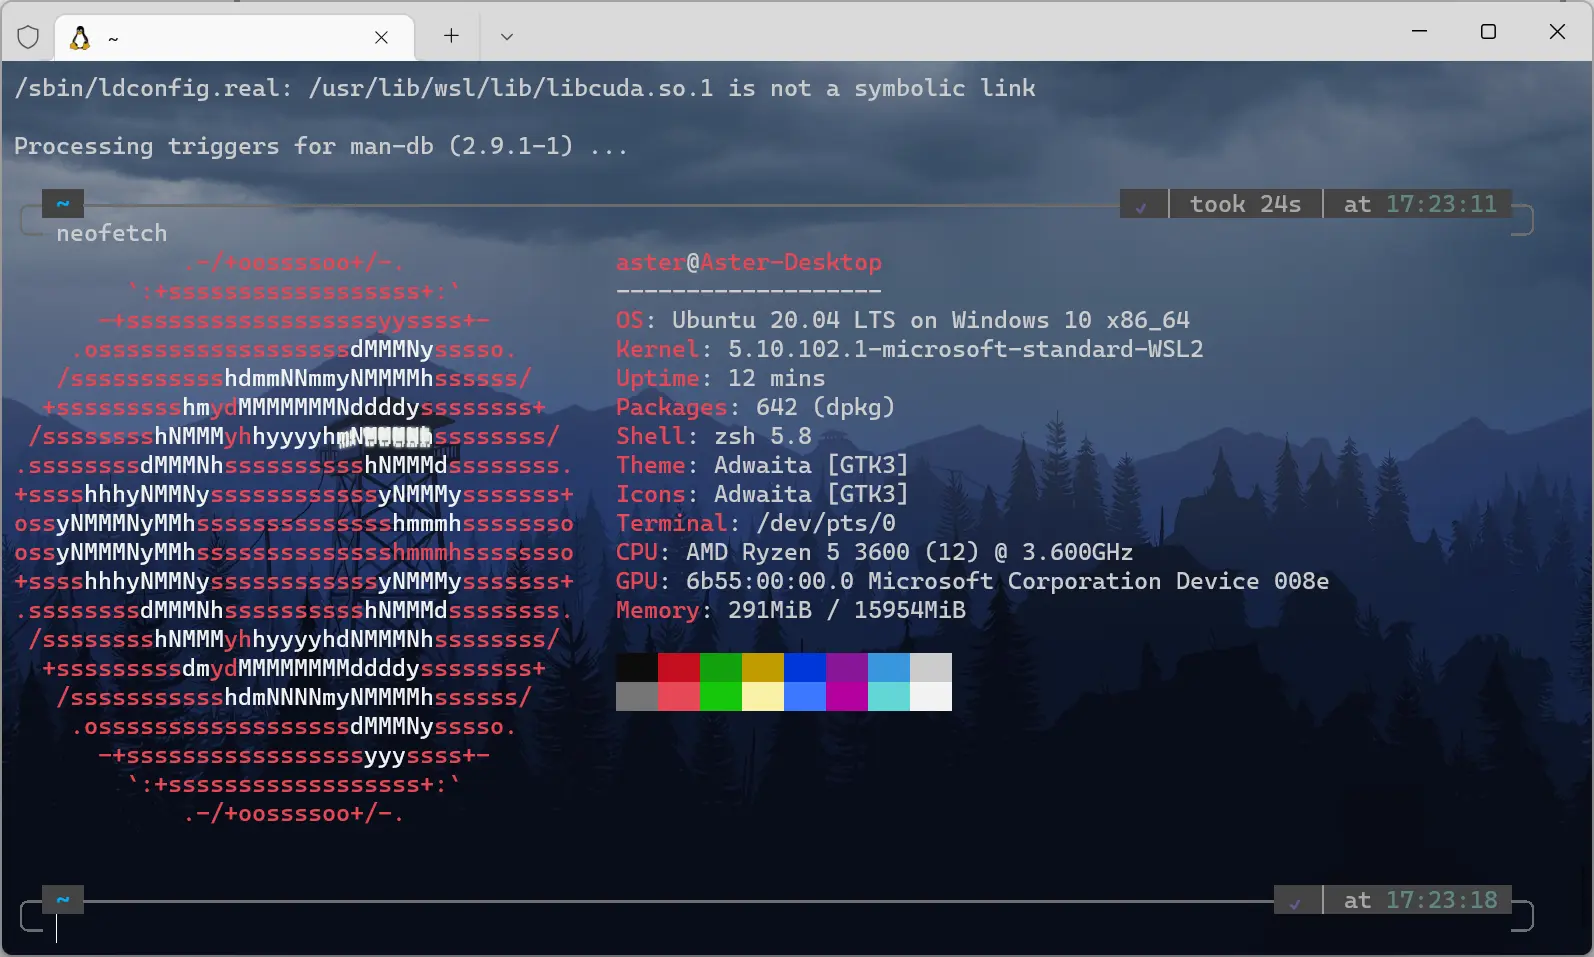 ~
/sbin/ldconfig.real: /usr/lib/wsl/lib/libcuda.so.1 is not a symbolic link
Processing triggers for man-db (2.9.1-1) ...
~ ✓ took 24s at 17:23:11
neofetch
.-/+oossssoo+/-. aster@Aster-Desktop
`:+ssssssssssssssssss+:` -------------------
-+ssssssssssssssssssyyssss+- OS: Ubuntu 20.04 LTS on Windows 10 x86_64
.ossssssssssssssssssdMMMNysssso. Kernel: 5.10.102.1-microsoft-standard-WSL2
/ssssssssssshdmmNNmmyNMMMMhssssss/ Uptime: 12 mins
+ssssssssshmydMMMMMMMNddddyssssssss+ Packages: 642 (dpkg)
/sssssssshNMMMyhhyyyyhmNMMMNhssssssss/ Shell: zsh 5.8
.ssssssssdMMMNhsssssssssshNMMMdssssssss. Theme: Adwaita [GTK3]
+sssshhhyNMMNyssssssssssssyNMMMysssssss+ Icons: Adwaita [GTK3]
ossyNMMMNyMMhsssssssssssssshmmmhssssssso Terminal: /dev/pts/0
ossyNMMMNyMMhsssssssssssssshmmmhssssssso CPU: AMD Ryzen 5 3600 (12) @ 3.600GHz
+sssshhhyNMMNyssssssssssssyNMMMysssssss+ GPU: 6b55:00:00.0 Microsoft Corporation Device 008e
.ssssssssdMMMNhsssssssssshNMMMdssssssss. Memory: 291MiB / 15954MiB
/sssssssshNMMMyhhyyyyhdNMMMNhssssssss/
+sssssssssdmydMMMMMMMMddddyssssssss+
/ssssssssssshdmNNNNmyNMMMMhssssss/
.ossssssssssssssssssdMMMNysssso.
-+sssssssssssssssssyyyssss+-
`:+ssssssssssssssssss+:`
.-/+oossssoo+/-.
~ ✓ at 17:23:18